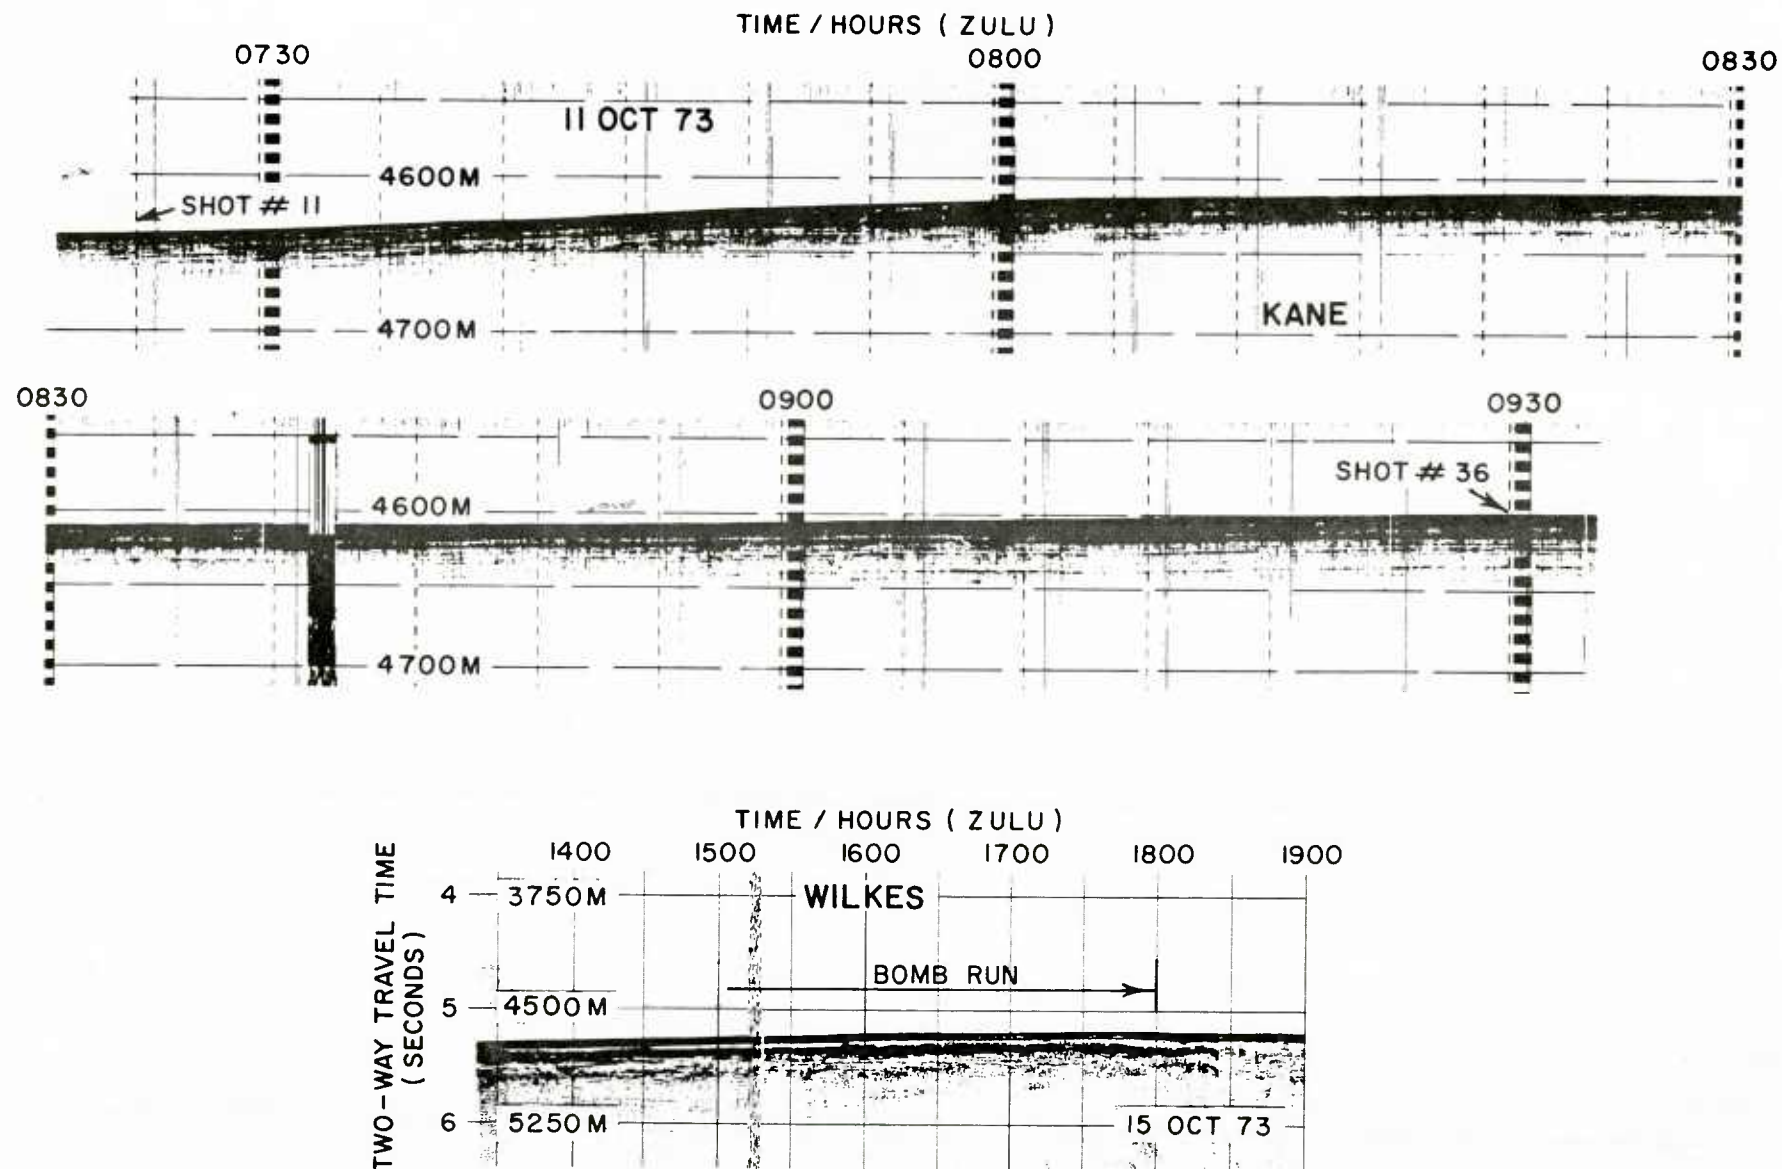 TIME / HOURS ( ZULU )
0730 0800 0830
11 OCT 73
4600M
SHOT # 11
4700M
KANE
0830 0900 0930
SHOT # 36
4600M
4700M
TIME / HOURS ( ZULU )
1400 1500 1600 1700 1800 1900
TWO-WAY TRAVEL TIME
( SECONDS )
4 3750M WILKES
BOMB RUN
5 4500M
6 5250M 15 OCT 73